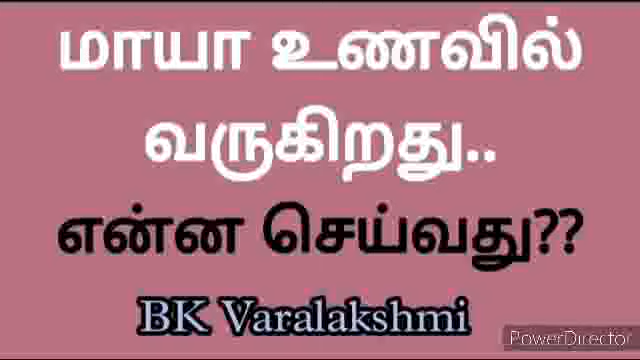 மாயா உணவில்
வருகிறது..
என்ன செய்வது??
BK Varalakshmi
PowerDirector